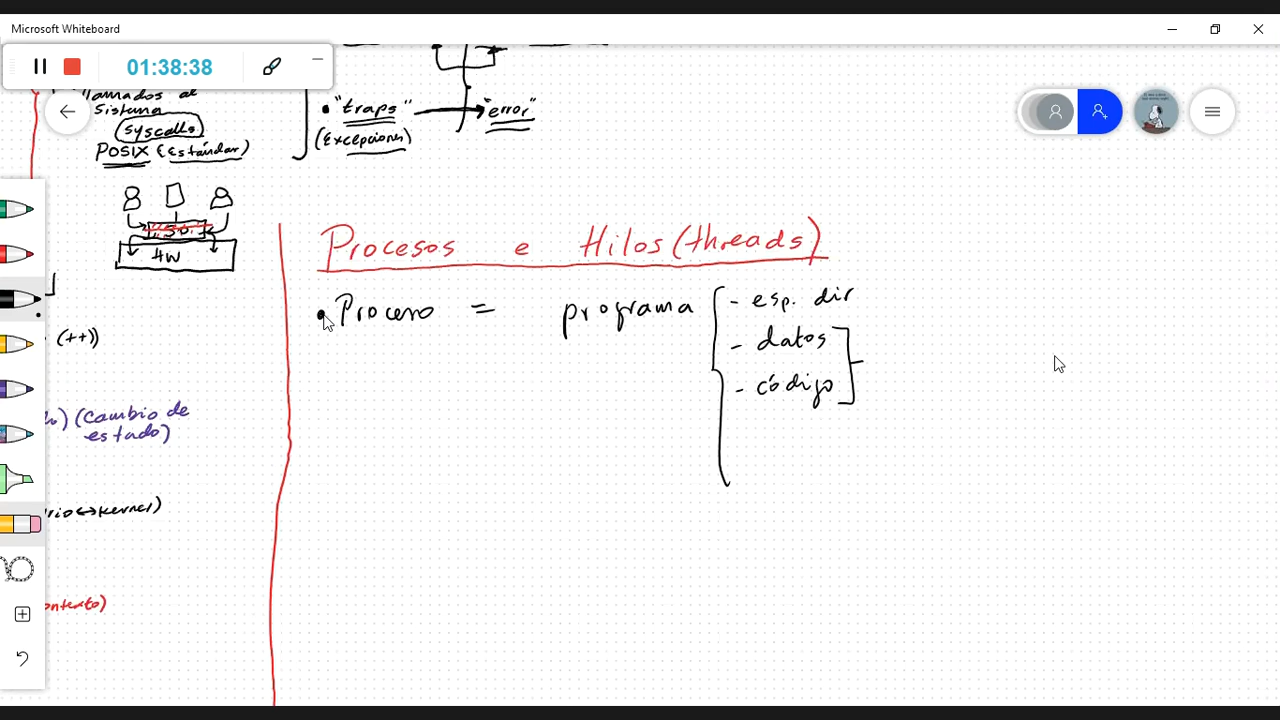 Microsoft Whiteboard
01:38:38
al
Sistema
syscalls
POSIX (Estándar)
HW
(++))
(Cambio de
estado)
↔kernel)
• "traps" → "error"
(Excepciones)
Procesos e Hilos (threads)
• Proceso = programa
- esp. dir
- datos
- código